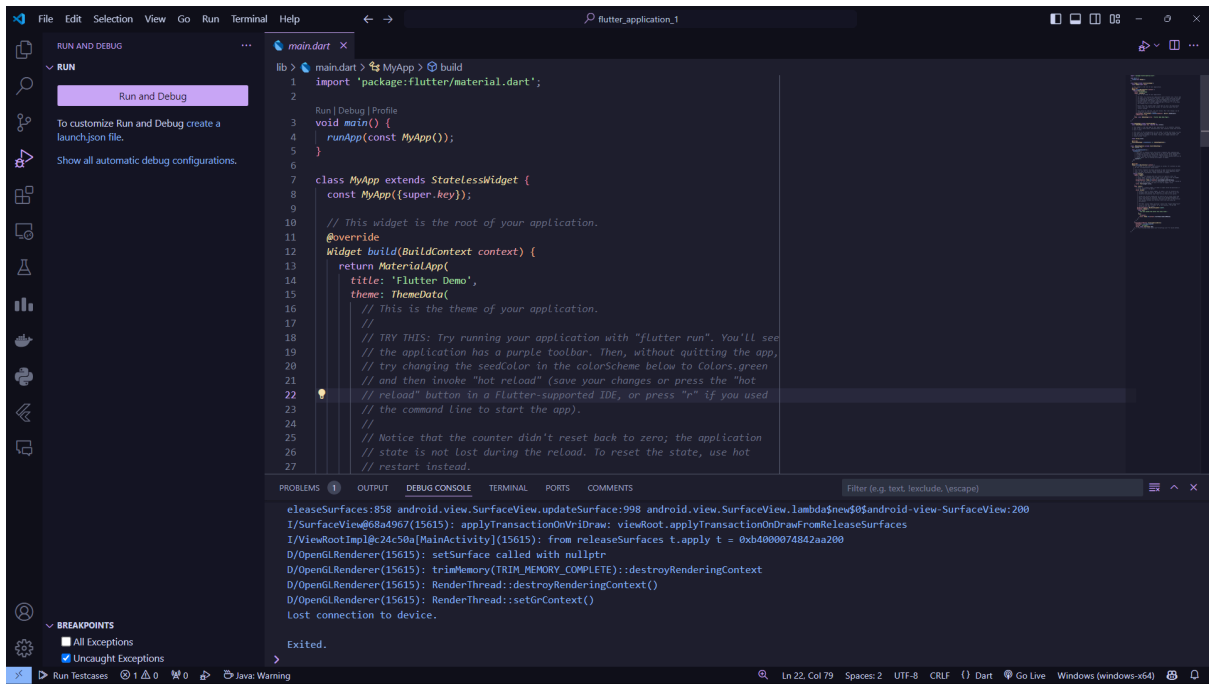 File Edit Selection View Go Run Terminal Help
flutter_application_1
RUN AND DEBUG
RUN
Run and Debug
To customize Run and Debug create a
launch.json file.
Show all automatic debug configurations.
main.dart
lib > main.dart > MyApp > build
1 import 'package:flutter/material.dart';
2
Run | Debug | Profile
3 void main() {
4 runApp(const MyApp());
5 }
6
7 class MyApp extends StatelessWidget {
8 const MyApp({super.key});
9
10 // This widget is the root of your application.
11 @override
12 Widget build(BuildContext context) {
13 return MaterialApp(
14 title: 'Flutter Demo',
15 theme: ThemeData(
16 // This is the theme of your application.
17 //
18 // TRY THIS: Try running your application with "flutter run". You'll see
19 // the application has a purple toolbar. Then, without quitting the app,
20 // try changing the seedColor in the colorScheme below to Colors.green
21 // and then invoke "hot reload" (save your changes or press the "hot
22 // reload" button in a Flutter-supported IDE, or press "r" if you used
23 // the command line to start the app).
24 //
25 // Notice that the counter didn't reset back to zero; the application
26 // state is not lost during the reload. To reset the state, use hot
27 // restart instead.
PROBLEMS 1 OUTPUT DEBUG CONSOLE TERMINAL PORTS COMMENTS
Filter (e.g. text, !exclude, \escape)
eleaseSurfaces:858 android.view.SurfaceView.updateSurface:998 android.view.SurfaceView.lambda$new$0$android-view-SurfaceView:200
I/SurfaceView@68a4967(15615): applyTransactionOnVriDraw: viewRoot.applyTransactionOnDrawFromReleaseSurfaces
I/ViewRootImpl@c24c50a[MainActivity](15615): from releaseSurfaces t.apply t = 0xb4000074842aa200
D/OpenGLRenderer(15615): setSurface called with nullptr
D/OpenGLRenderer(15615): trimMemory(TRIM_MEMORY_COMPLETE)::destroyRenderingContext
D/OpenGLRenderer(15615): RenderThread::destroyRenderingContext()
D/OpenGLRenderer(15615): RenderThread::setGrContext()
Lost connection to device.
Exited.
BREAKPOINTS
All Exceptions
Uncaught Exceptions
Run Testcases 1 0 0 Java: Warning
Ln 22, Col 79 Spaces: 2 UTF-8 CRLF {} Dart Go Live Windows (windows-x64)